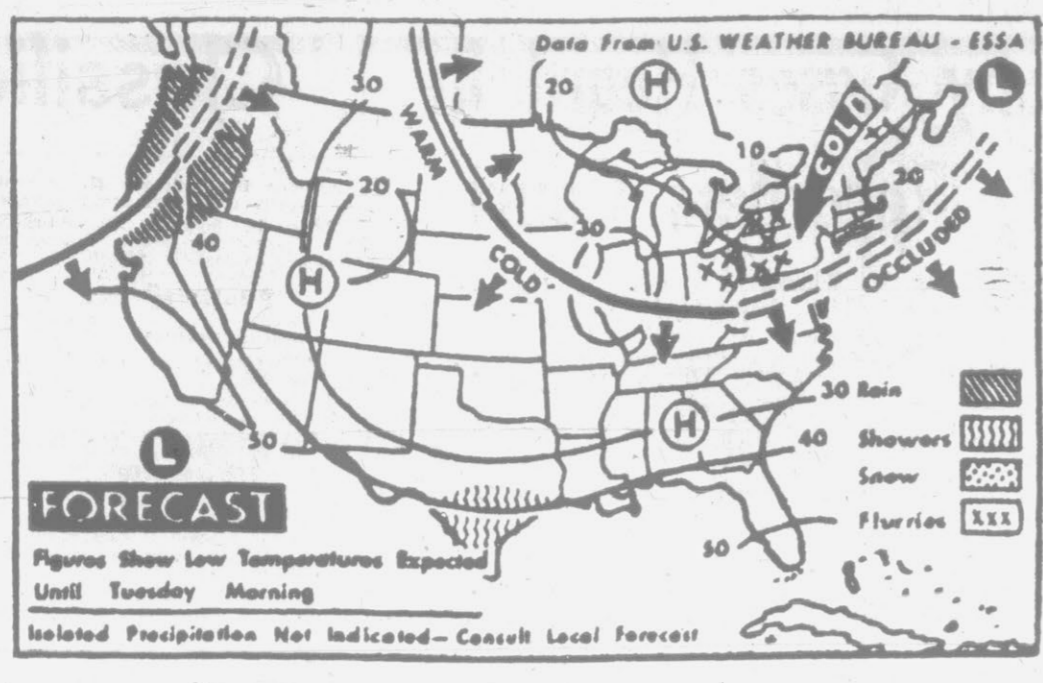 Data From U.S. WEATHER BUREAU - ESSA
H
L
30
20
WARM
10
COLD
20
20
30
40
H
COLD
OCCLUDED
30
Rain
H
40
Showers
50
L
Snow
FORECAST
Flurries
XXX
50
Figures Show Low Temperatures Expected
Until Tuesday Morning
Isolated Precipitation Not Indicated— Consult Local Forecast